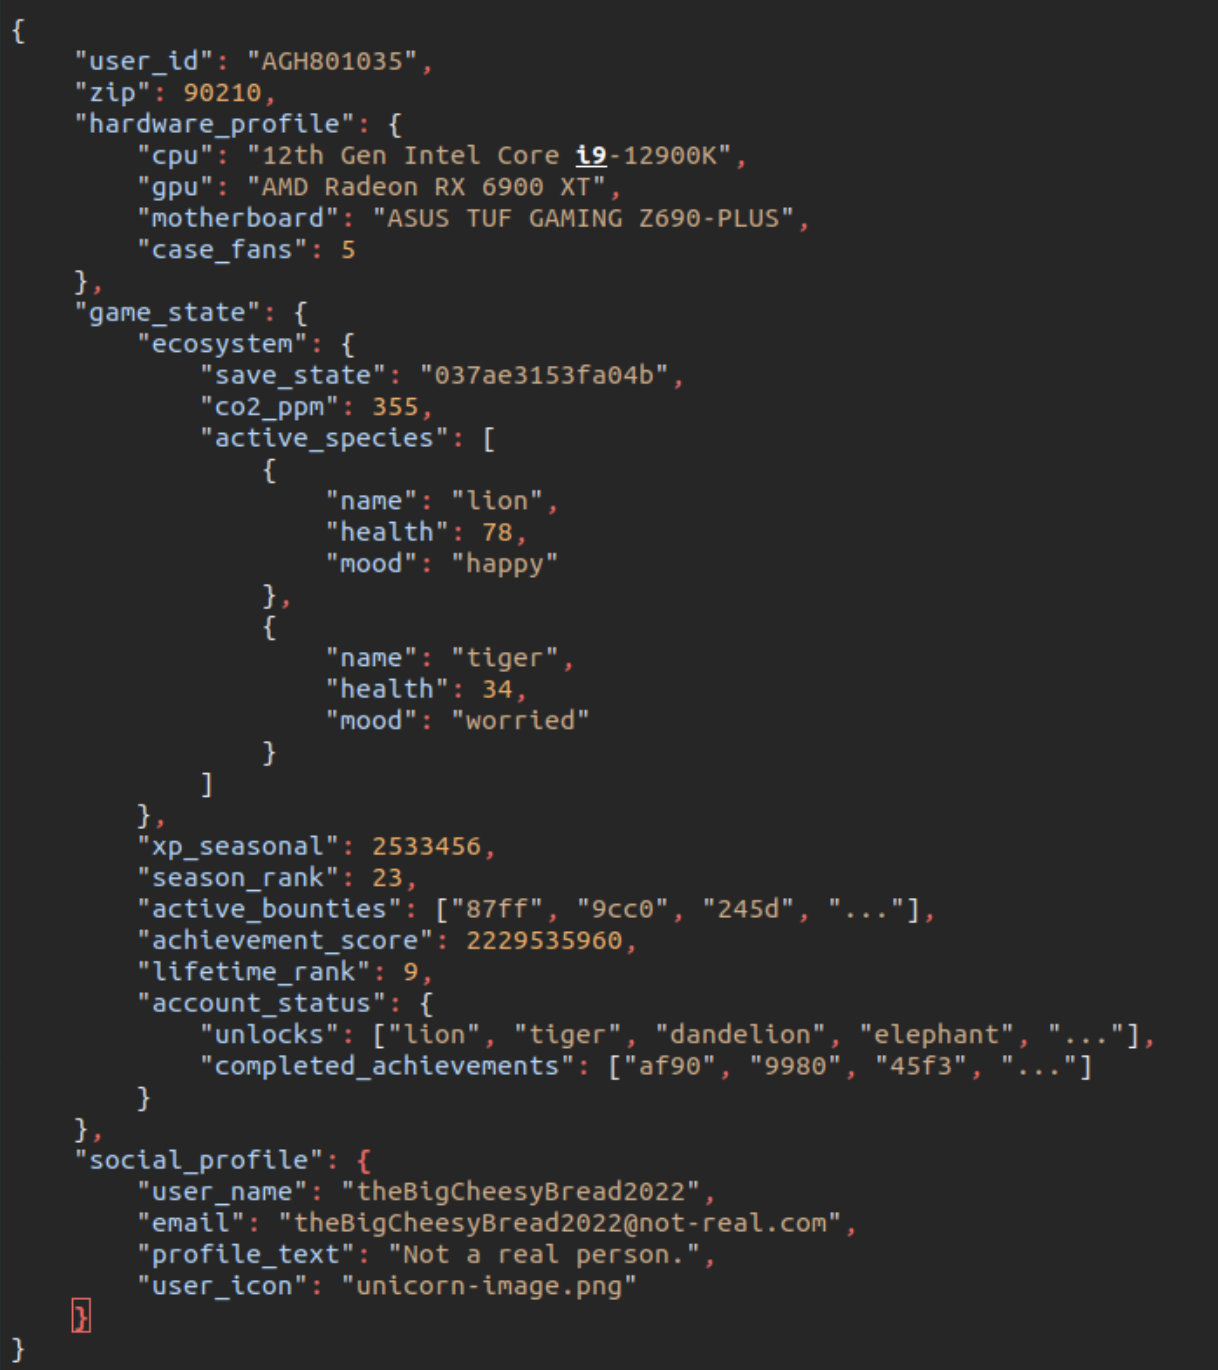 {
    "user_id": "AGH801035",
    "zip": 90210,
    "hardware_profile": {
        "cpu": "12th Gen Intel Core i9-12900K",
        "gpu": "AMD Radeon RX 6900 XT",
        "motherboard": "ASUS TUF GAMING Z690-PLUS",
        "case_fans": 5
    },
    "game_state": {
        "ecosystem": {
            "save_state": "037ae3153fa04b",
            "co2_ppm": 355,
            "active_species": [
                {
                    "name": "lion",
                    "health": 78,
                    "mood": "happy"
                },
                {
                    "name": "tiger",
                    "health": 34,
                    "mood": "worried"
                }
            ]
        },
        "xp_seasonal": 2533456,
        "season_rank": 23,
        "active_bounties": ["87ff", "9cc0", "245d", "..."],
        "achievement_score": 2229535960,
        "lifetime_rank": 9,
        "account_status": {
            "unlocks": ["lion", "tiger", "dandelion", "elephant", "..."],
            "completed_achievements": ["af90", "9980", "45f3", "..."]
        }
    },
    "social_profile": {
        "user_name": "theBigCheesyBread2022",
        "email": "theBigCheesyBread2022@not-real.com",
        "profile_text": "Not a real person.",
        "user_icon": "unicorn-image.png"
    }
}